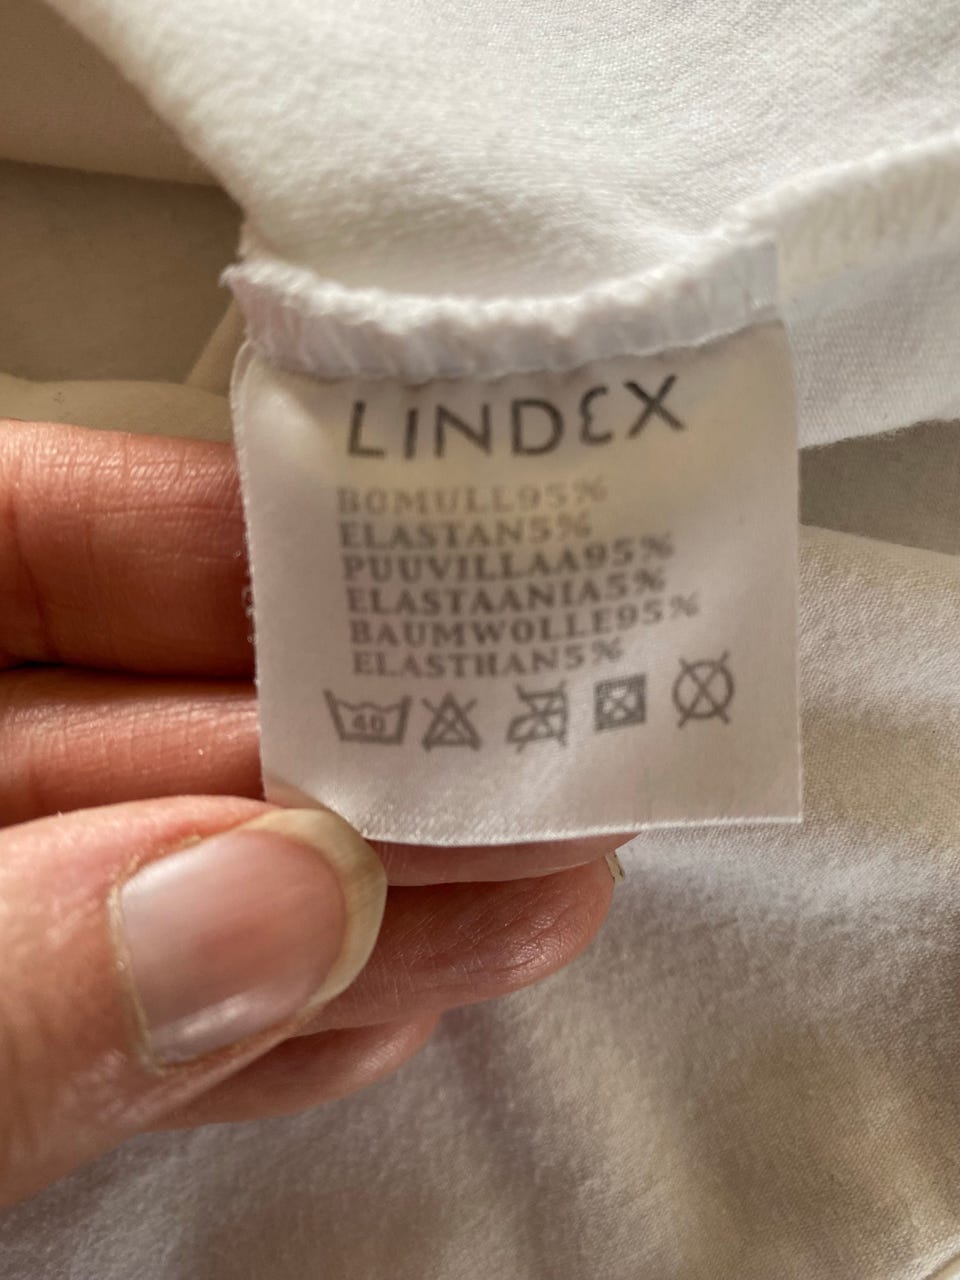 LINDEX
BOMULL95%
ELASTAN5%
PUUVILLAA95%
ELASTAANIA5%
BAUMWOLLE95%
ELASTHAN5%
40